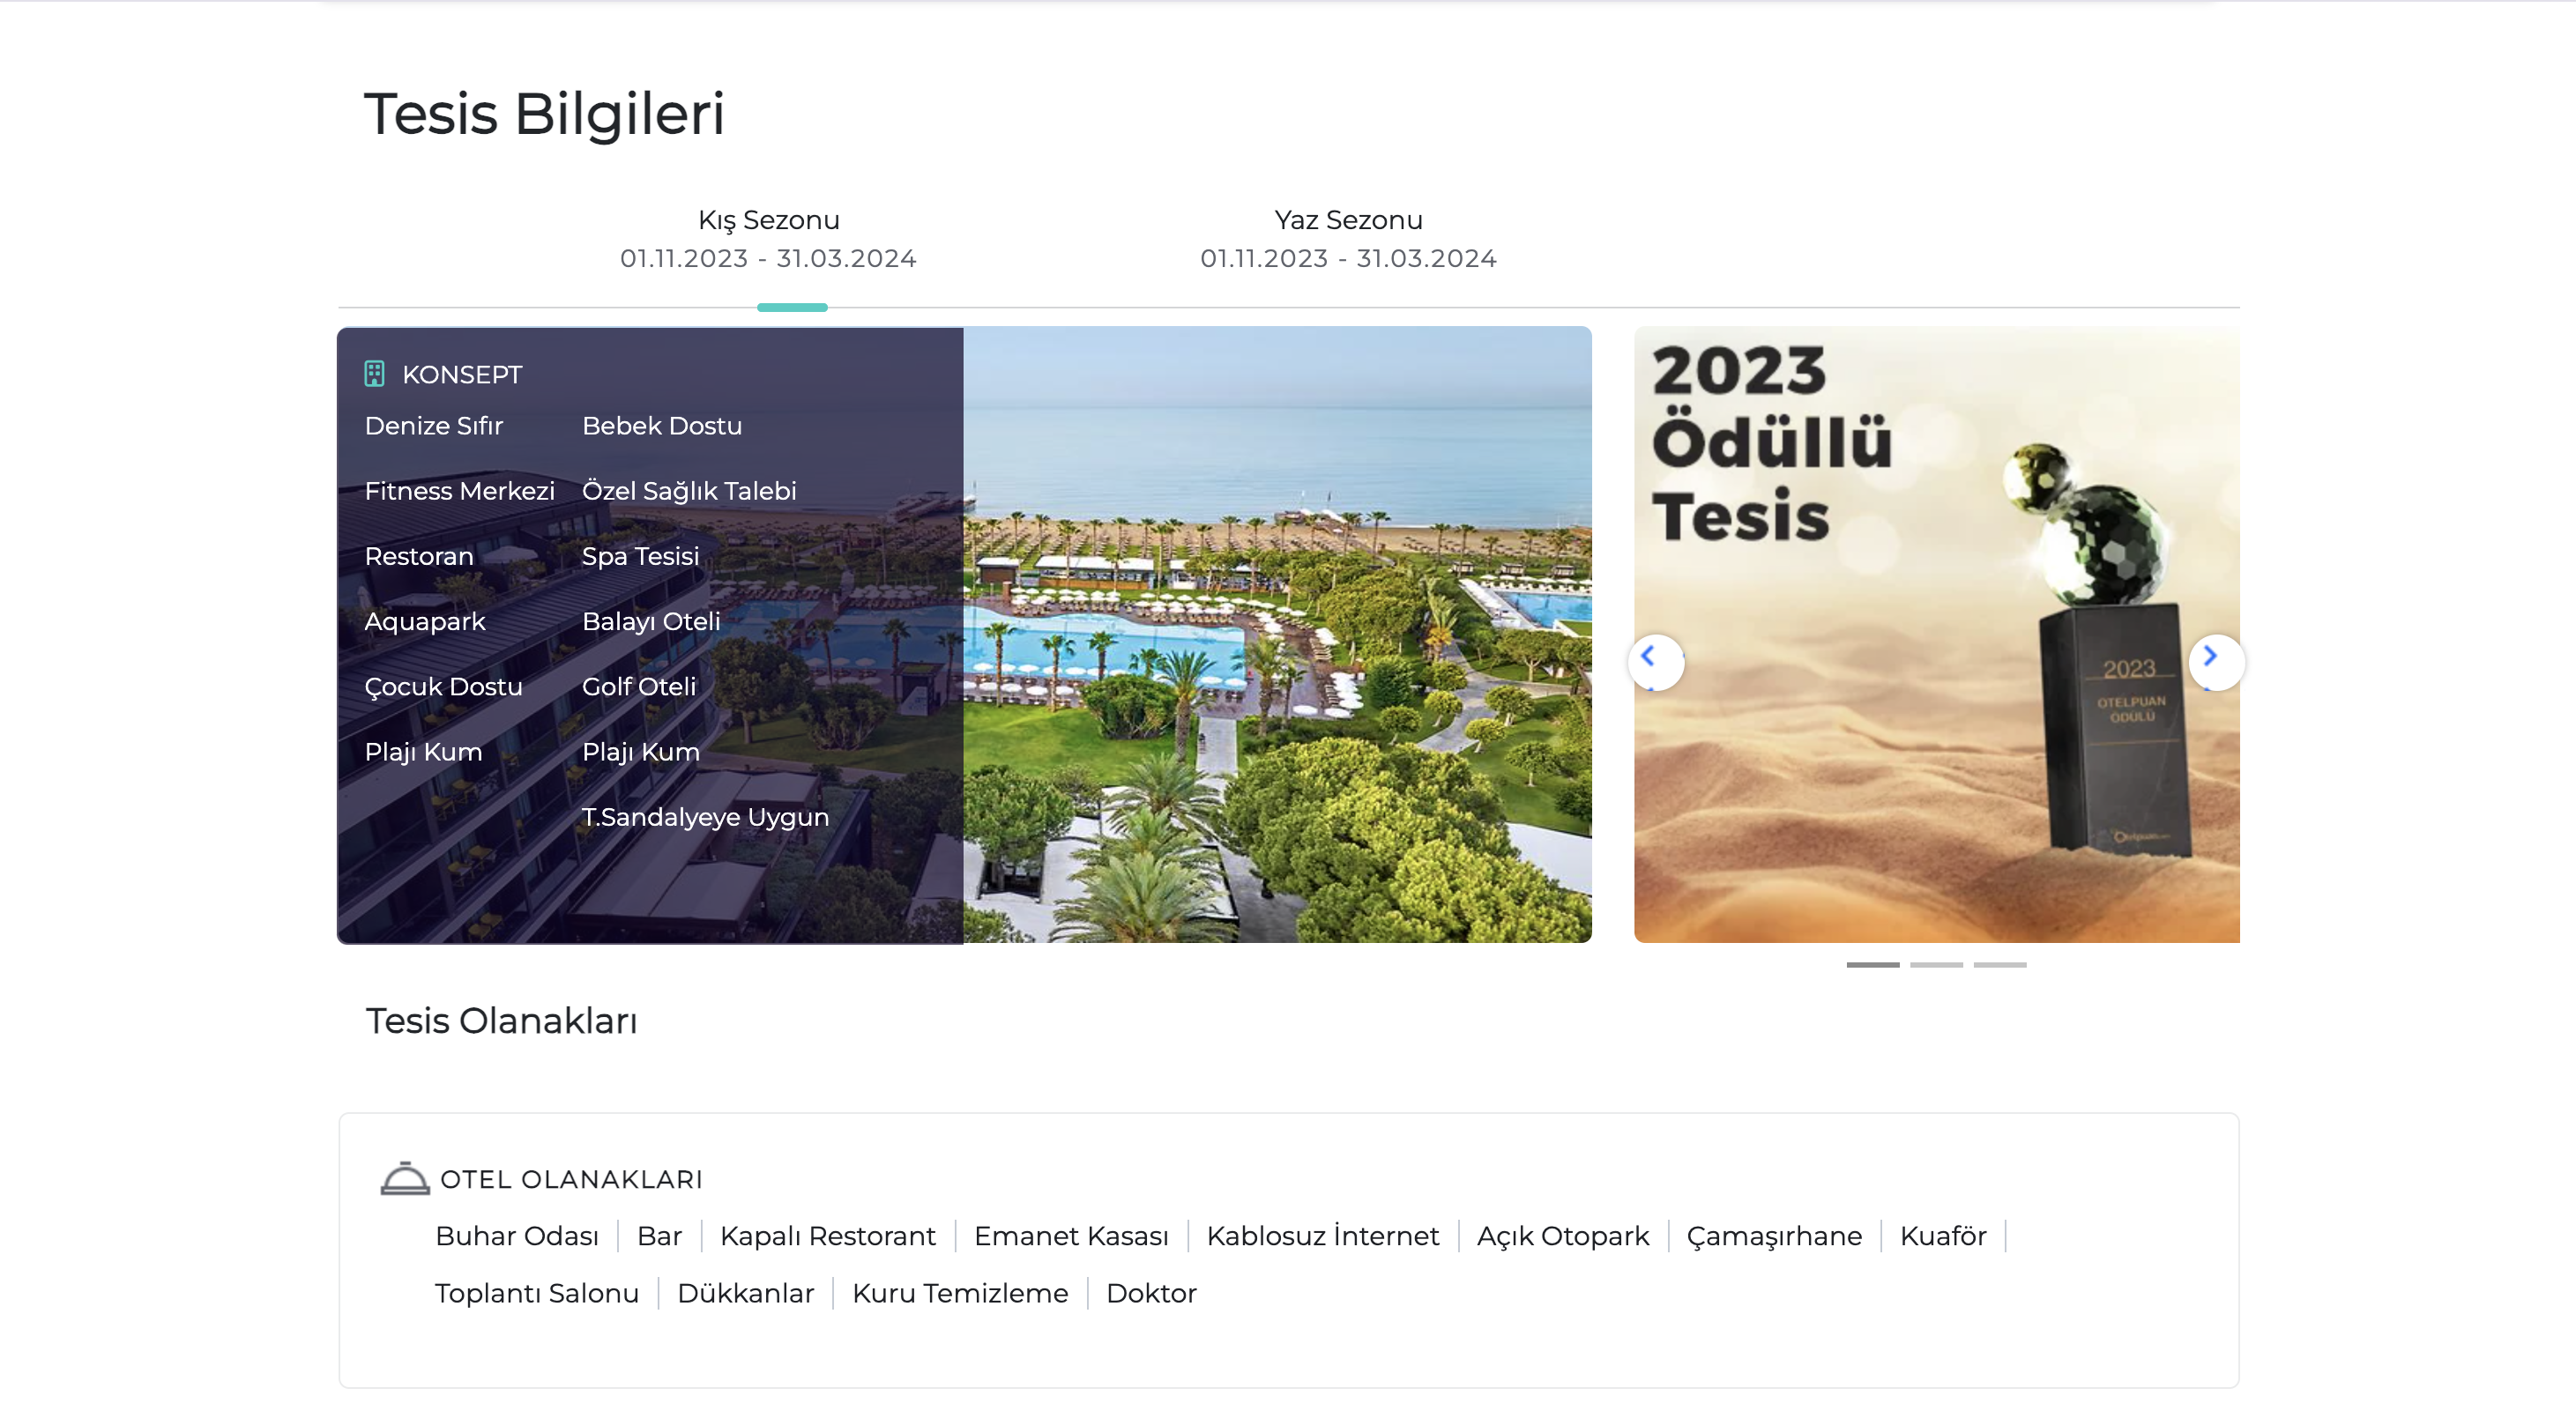 Tesis Bilgileri
Kış Sezonu
01.11.2023 - 31.03.2024
Yaz Sezonu
01.11.2023 - 31.03.2024
KONSEPT
Denize Sıfır
Fitness Merkezi
Restoran
Aquapark
Çocuk Dostu
Plajı Kum
Bebek Dostu
Özel Sağlık Talebi
Spa Tesisi
Balayı Oteli
Golf Oteli
Plajı Kum
T.Sandalyeye Uygun
2023
Ödüllü
Tesis
2023
OTELPUAN
ÖDÜLÜ
Tesis Olanakları
OTEL OLANAKLARI
Buhar Odası | Bar | Kapalı Restorant | Emanet Kasası | Kablosuz İnternet | Açık Otopark | Çamaşırhane | Kuaför |
Toplantı Salonu | Dükkanlar | Kuru Temizleme | Doktor